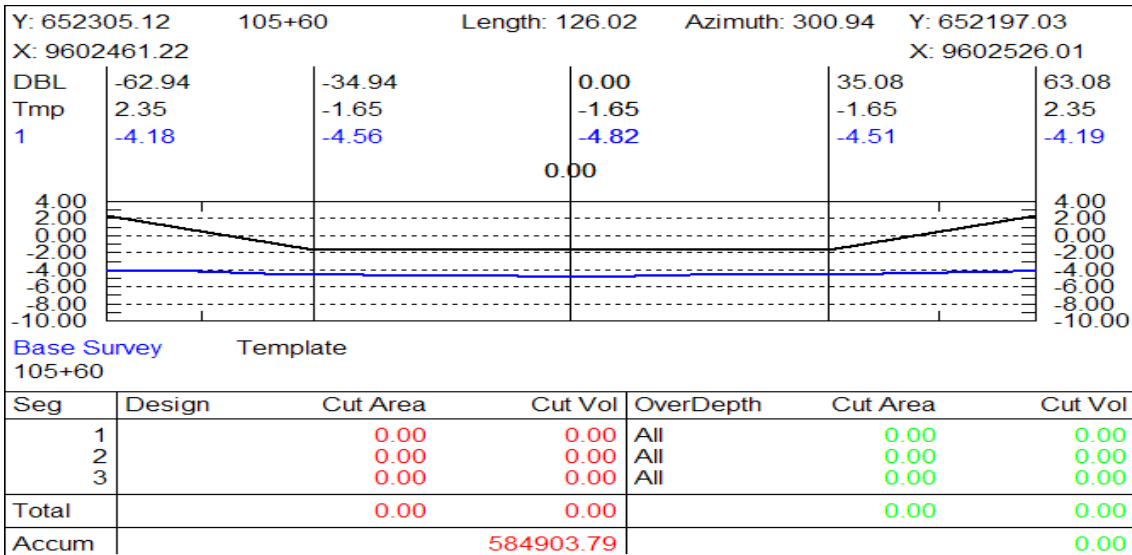 Y: 652305.12 105+60 Length: 126.02 Azimuth: 300.94 Y: 652197.03
X: 9602461.22 X: 9602526.01
DBL -62.94 -34.94 0.00 35.08 63.08
Tmp 2.35 -1.65 -1.65 -1.65 2.35
1 -4.18 -4.56 -4.82 -4.51 -4.19
0.00
4.00 4.00
2.00 2.00
0.00 0.00
-2.00 -2.00
-4.00 -4.00
-6.00 -6.00
-8.00 -8.00
-10.00 -10.00
Base Survey Template
105+60
Seg Design Cut Area Cut Vol OverDepth Cut Area Cut Vol
1 0.00 0.00 All 0.00 0.00
2 0.00 0.00 All 0.00 0.00
3 0.00 0.00 All 0.00 0.00
Total 0.00 0.00 0.00 0.00
Accum 584903.79 0.00